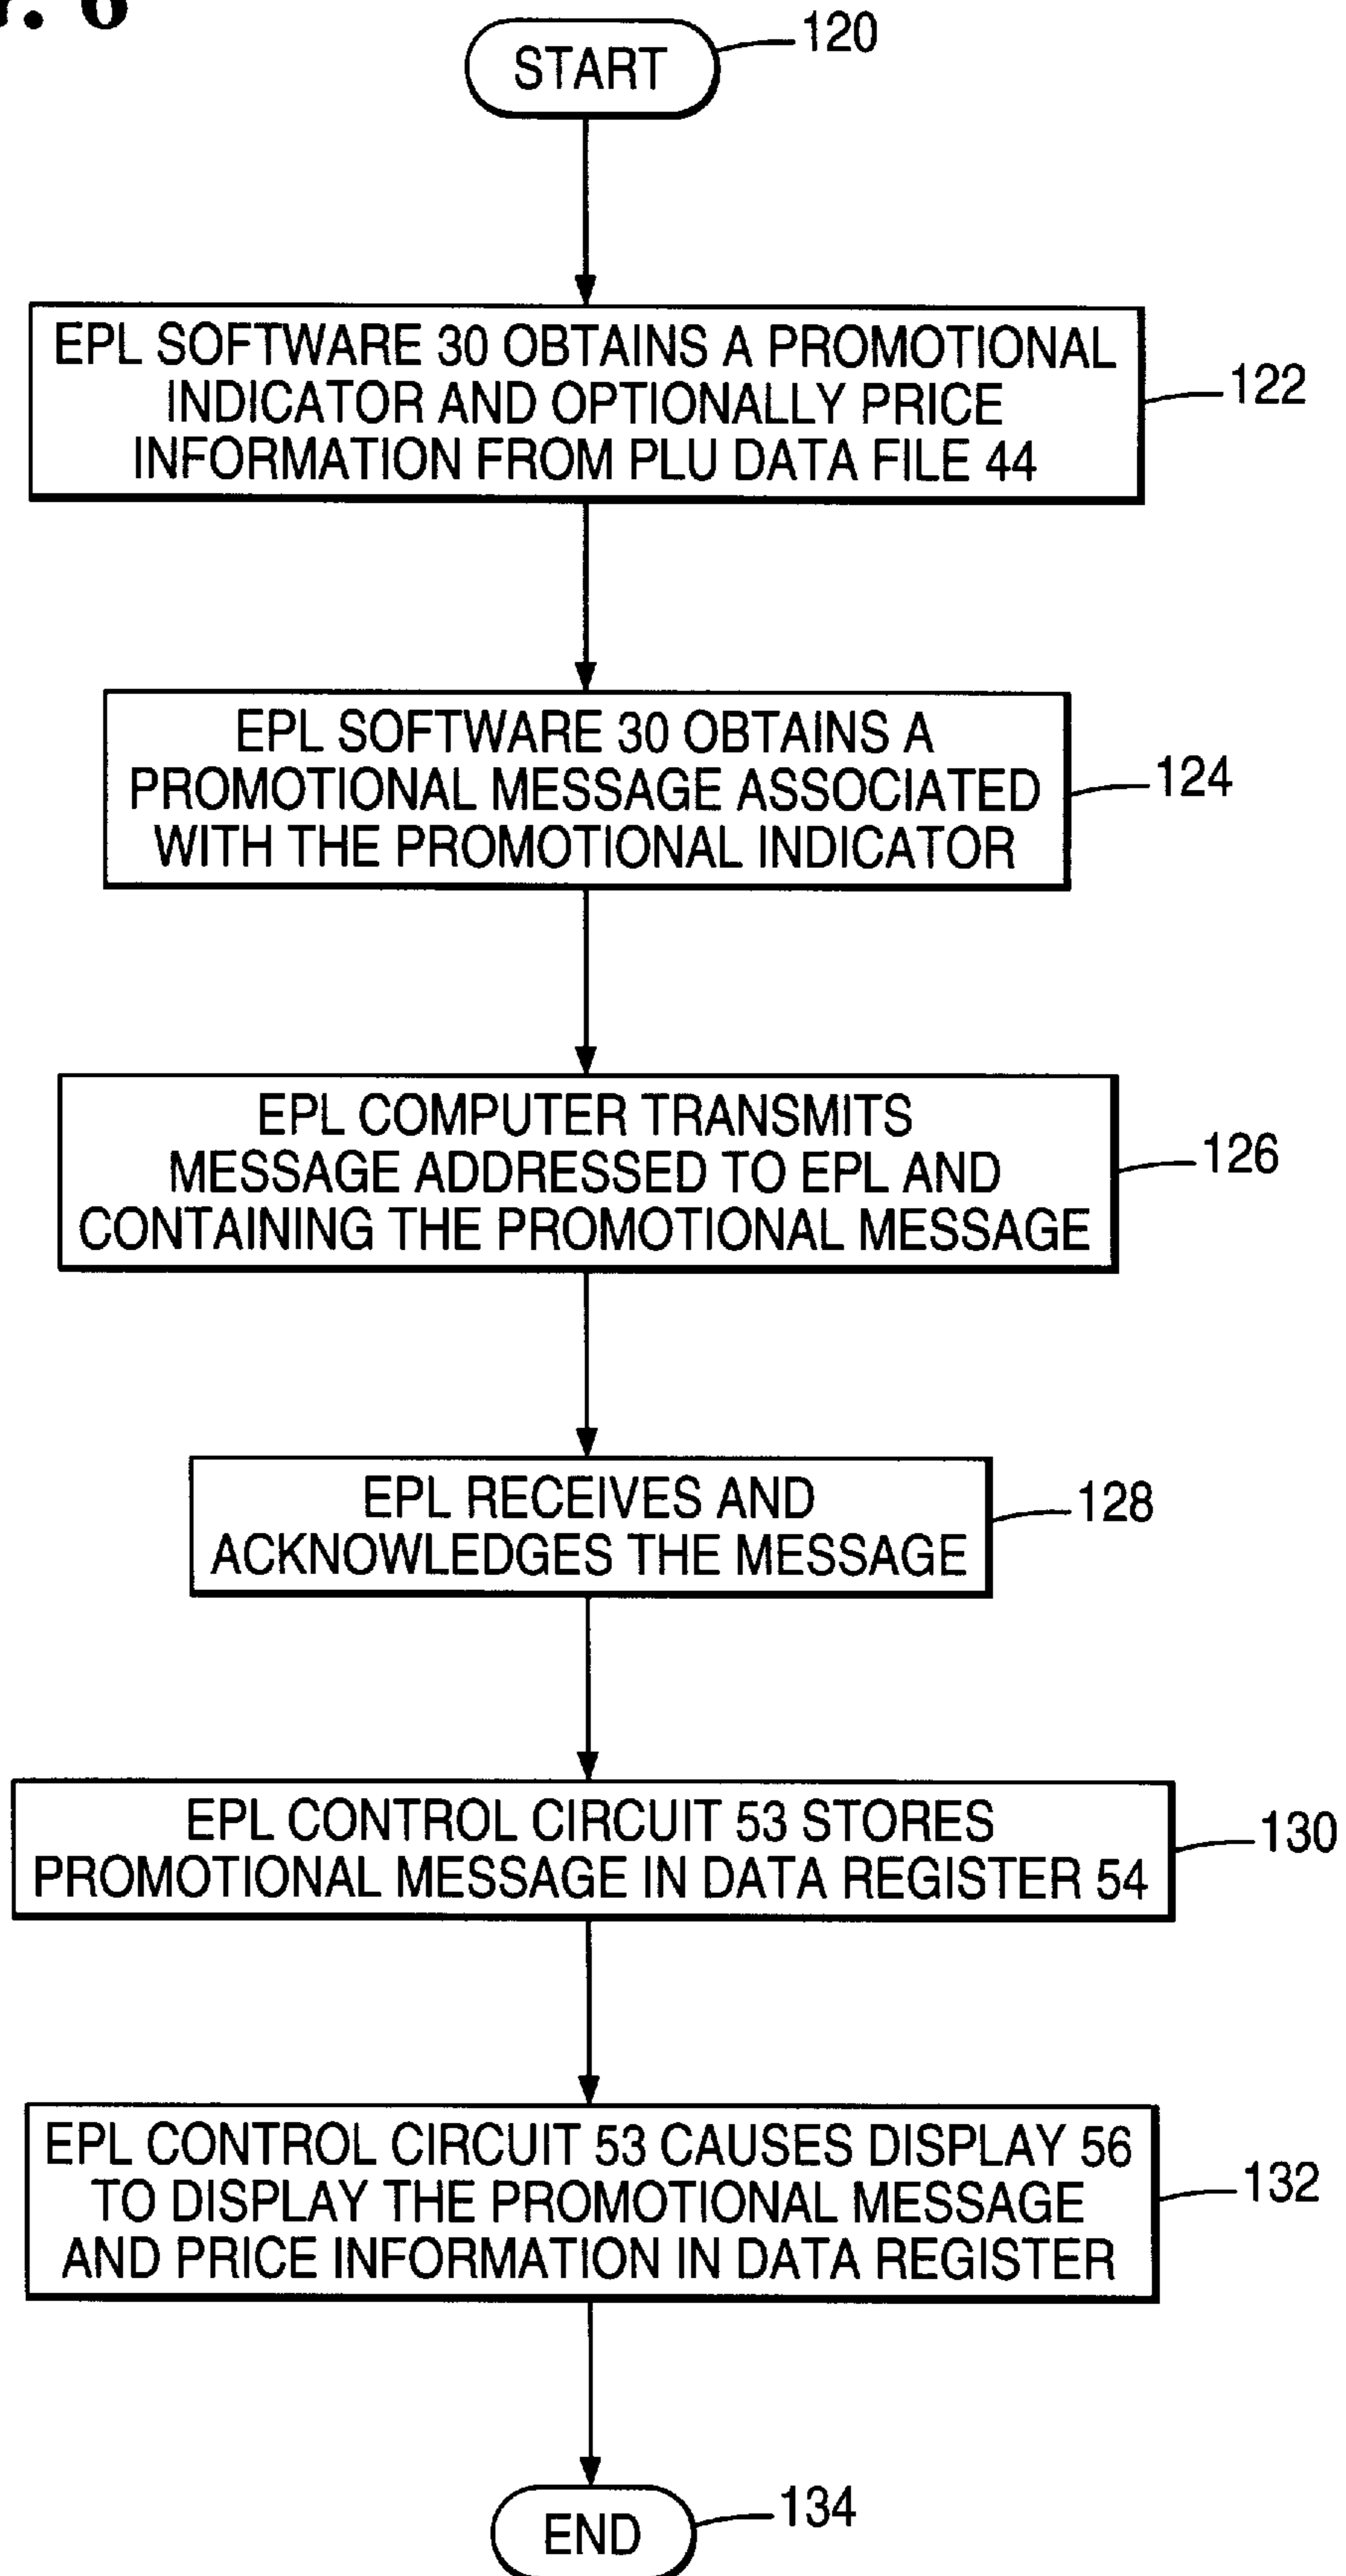 . 6
START
120
EPL SOFTWARE 30 OBTAINS A PROMOTIONAL
INDICATOR AND OPTIONALLY PRICE
INFORMATION FROM PLU DATA FILE 44
122
EPL SOFTWARE 30 OBTAINS A
PROMOTIONAL MESSAGE ASSOCIATED
WITH THE PROMOTIONAL INDICATOR
124
EPL COMPUTER TRANSMITS
MESSAGE ADDRESSED TO EPL AND
CONTAINING THE PROMOTIONAL MESSAGE
126
EPL RECEIVES AND
ACKNOWLEDGES THE MESSAGE
128
EPL CONTROL CIRCUIT 53 STORES
PROMOTIONAL MESSAGE IN DATA REGISTER 54
130
EPL CONTROL CIRCUIT 53 CAUSES DISPLAY 56
TO DISPLAY THE PROMOTIONAL MESSAGE
AND PRICE INFORMATION IN DATA REGISTER
132
END
134